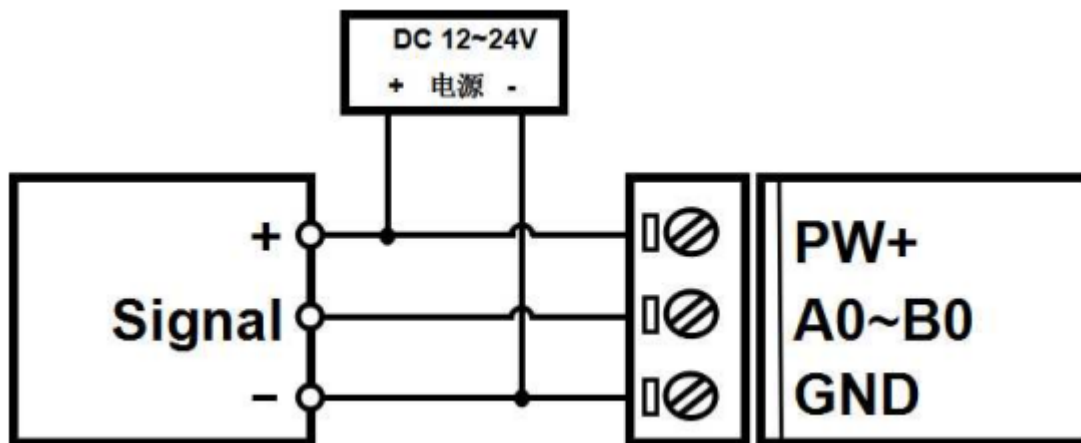 DC 12~24V
+ 电源 -
+
Signal
-
PW+
A0~B0
GND